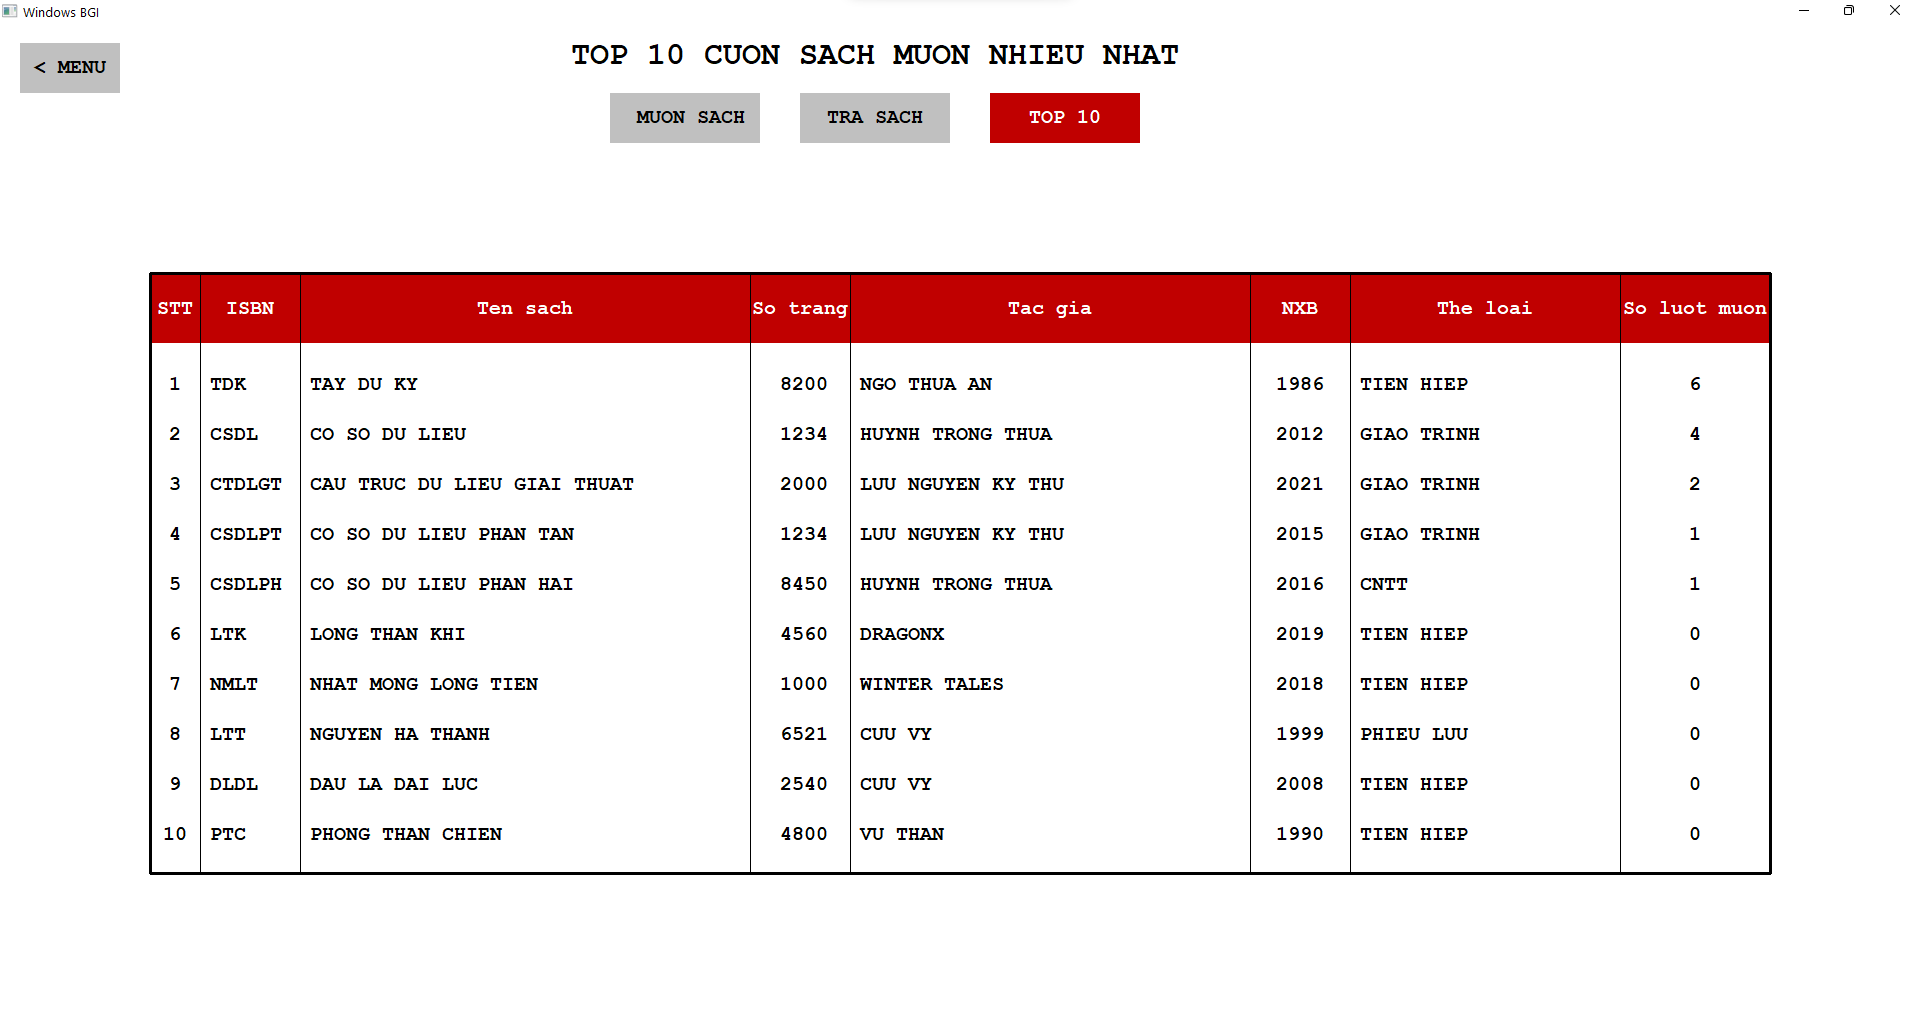 Windows BGI
< MENU
TOP 10 CUON SACH MUON NHIEU NHAT
MUON SACH TRA SACH TOP 10
STT ISBN Ten sach So trang Tac gia NXB The loai So luot muon
1 TDK TAY DU KY 8200 NGO THUA AN 1986 TIEN HIEP 6
2 CSDL CO SO DU LIEU 1234 HUYNH TRONG THUA 2012 GIAO TRINH 4
3 CTDLGT CAU TRUC DU LIEU GIAI THUAT 2000 LUU NGUYEN KY THU 2021 GIAO TRINH 2
4 CSDLPT CO SO DU LIEU PHAN TAN 1234 LUU NGUYEN KY THU 2015 GIAO TRINH 1
5 CSDLPH CO SO DU LIEU PHAN HAI 8450 HUYNH TRONG THUA 2016 CNTT 1
6 LTK LONG THAN KHI 4560 DRAGONX 2019 TIEN HIEP 0
7 NMLT NHAT MONG LONG TIEN 1000 WINTER TALES 2018 TIEN HIEP 0
8 LTT NGUYEN HA THANH 6521 CUU VY 1999 PHIEU LUU 0
9 DLDL DAU LA DAI LUC 2540 CUU VY 2008 TIEN HIEP 0
10 PTC PHONG THAN CHIEN 4800 VU THAN 1990 TIEN HIEP 0